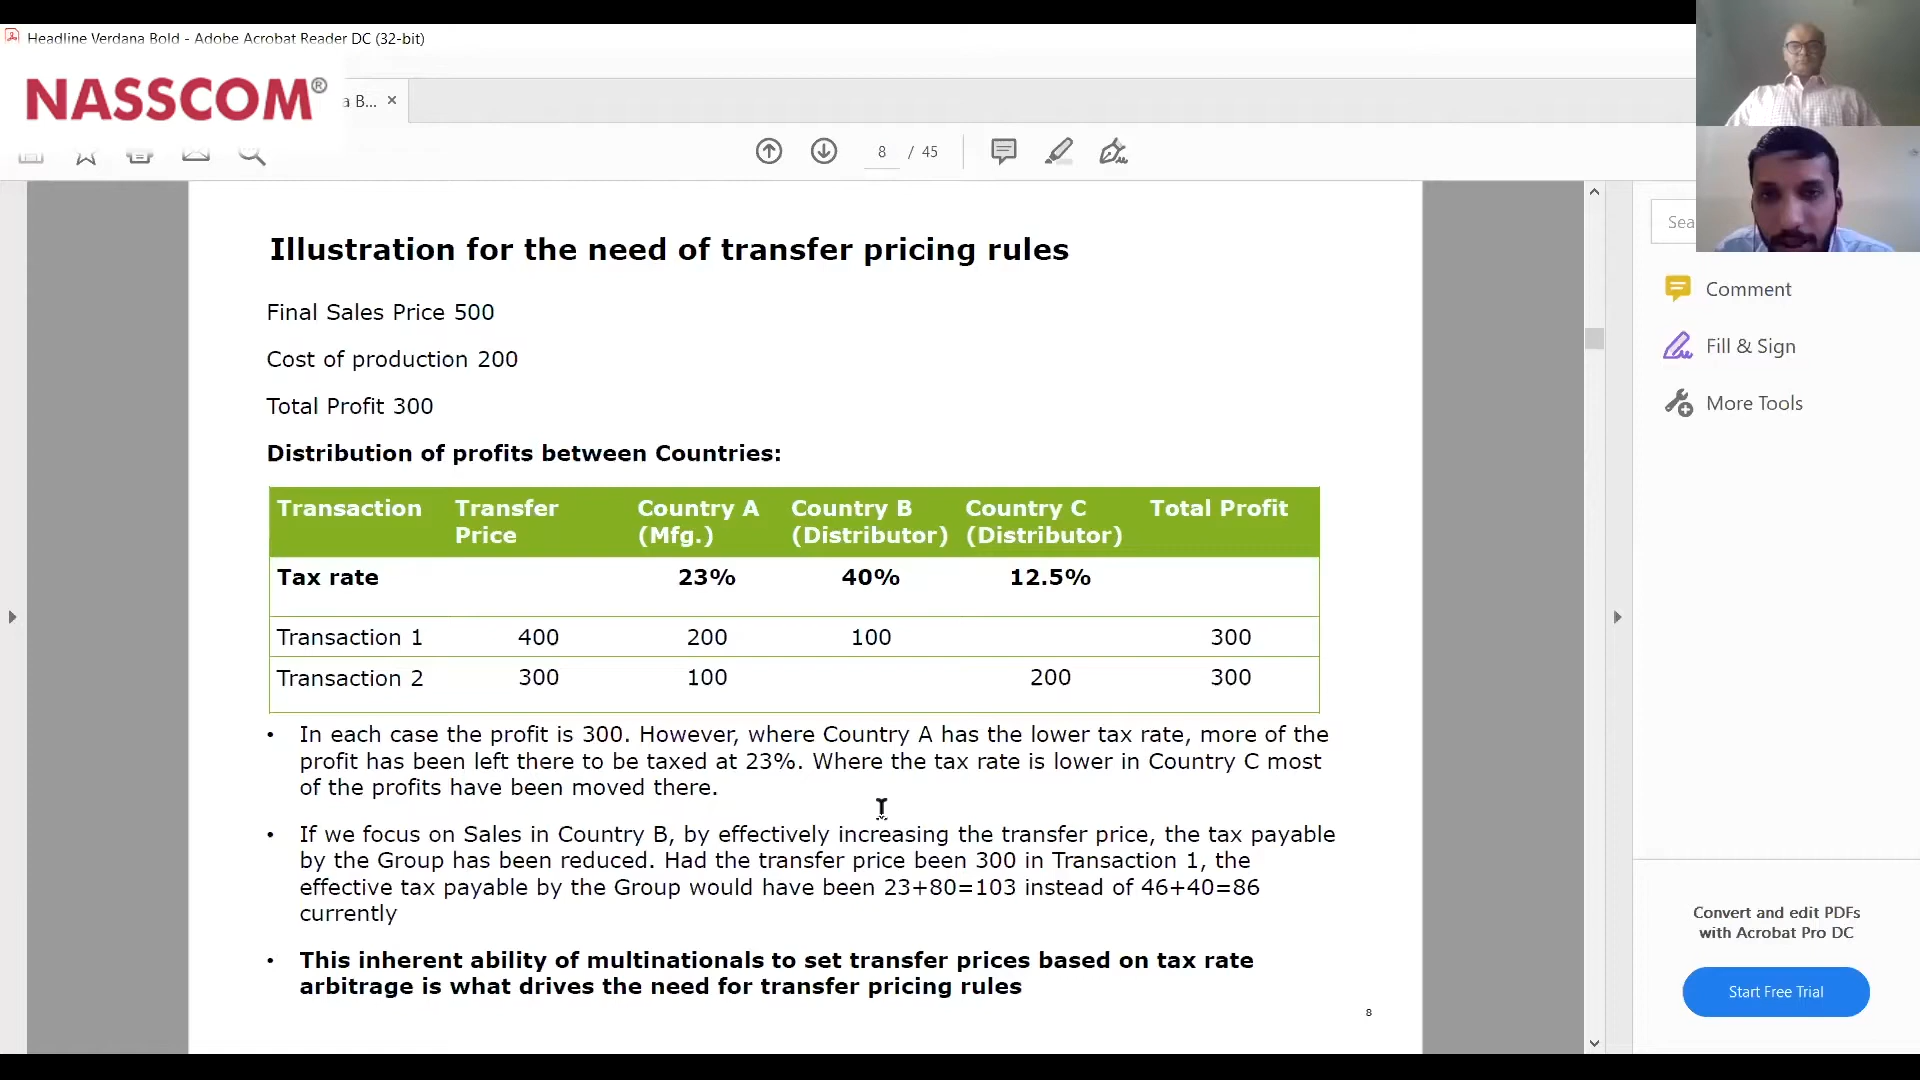 Headline Verdana Bold - Adobe Acrobat Reader DC (32-bit)
NASSCOM®
a B... ×
8 / 45
Sea
Illustration for the need of transfer pricing rules
Final Sales Price 500
Cost of production 200
Total Profit 300
Distribution of profits between Countries:
Transaction Transfer Price Country A (Mfg.) Country B (Distributor) Country C (Distributor) Total Profit
Tax rate 23% 40% 12.5%
Transaction 1 400 200 100 300
Transaction 2 300 100 200 300
• In each case the profit is 300. However, where Country A has the lower tax rate, more of the
profit has been left there to be taxed at 23%. Where the tax rate is lower in Country C most
of the profits have been moved there.
• If we focus on Sales in Country B, by effectively increasing the transfer price, the tax payable
by the Group has been reduced. Had the transfer price been 300 in Transaction 1, the
effective tax payable by the Group would have been 23+80=103 instead of 46+40=86
currently
• This inherent ability of multinationals to set transfer prices based on tax rate
arbitrage is what drives the need for transfer pricing rules
8
Comment
Fill & Sign
More Tools
Convert and edit PDFs
with Acrobat Pro DC
Start Free Trial